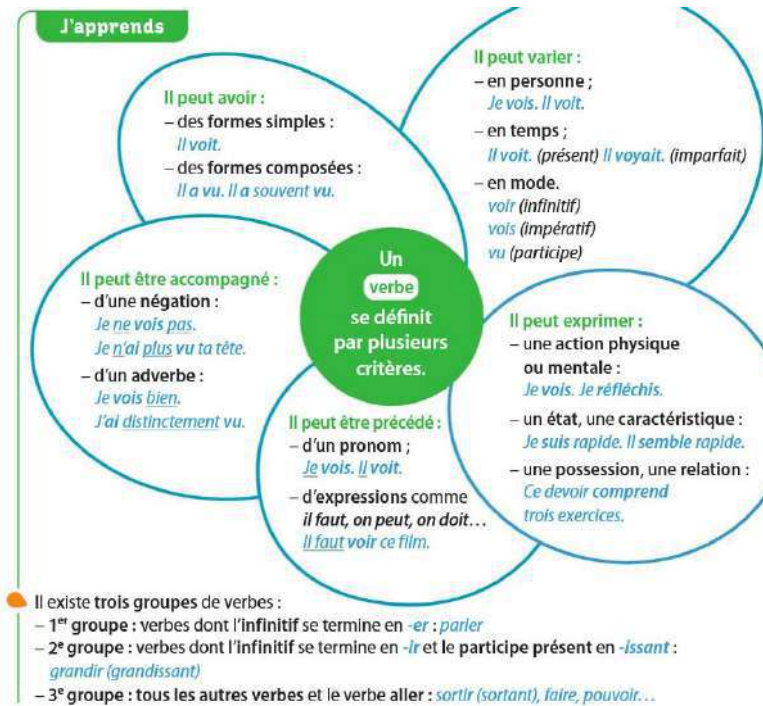 J'apprends
Il peut avoir :
– des formes simples :
Il voit.
– des formes composées :
Il a vu. Il a souvent vu.
Il peut varier :
– en personne ;
Je vois. Il voit.
– en temps ;
Il voit. (présent) Il voyait. (imparfait)
– en mode.
voir (infinitif)
vois (impératif)
vu (participe)
Il peut être accompagné :
– d'une négation :
Je ne vois pas.
Je n'ai plus vu ta tête.
– d'un adverbe :
Je vois bien.
J'ai distinctement vu.
Un
verbe
se définit
par plusieurs
critères.
Il peut exprimer :
– une action physique
ou mentale :
Je vois. Je réfléchis.
– un état, une caractéristique :
Je suis rapide. Il semble rapide.
– une possession, une relation :
Ce devoir comprend
trois exercices.
Il peut être précédé :
– d'un pronom ;
Je vois. Il voit.
– d'expressions comme
il faut, on peut, on doit…
Il faut voir ce film.
Il existe trois groupes de verbes :
– 1er groupe : verbes dont l'infinitif se termine en -er : parler
– 2e groupe : verbes dont l'infinitif se termine en -ir et le participe présent en -issant :
grandir (grandissant)
– 3e groupe : tous les autres verbes et le verbe aller : sortir (sortant), faire, pouvoir…